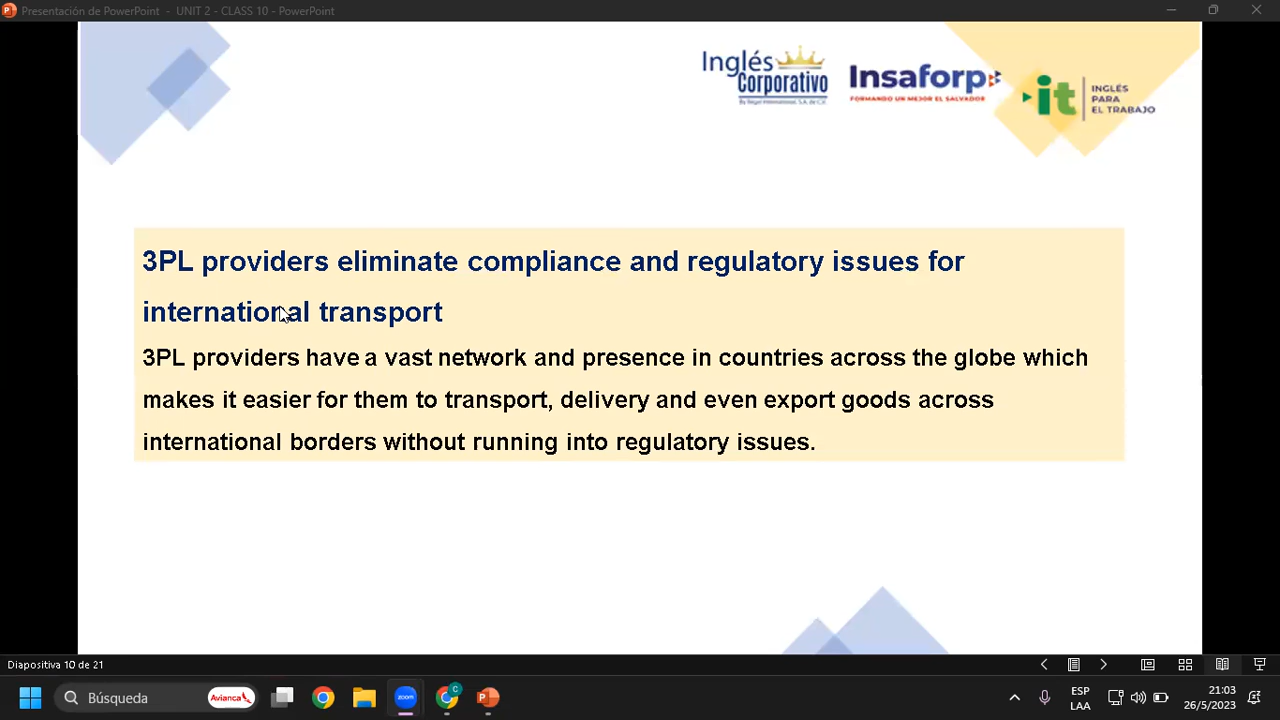 Presentación de PowerPoint - UNIT 2 - CLASS 10 - PowerPoint
Inglés
Corporativo
By Regal International, S.A. de C.V.
Insaforp
FORMANDO UN MEJOR EL SALVADOR
it
INGLÉS
PARA
EL TRABAJO
3PL providers eliminate compliance and regulatory issues for
international transport
3PL providers have a vast network and presence in countries across the globe which
makes it easier for them to transport, delivery and even export goods across
international borders without running into regulatory issues.
Diapositiva 10 de 21
Búsqueda
Avianca
zoom
C
ESP
LAA
21:03
26/5/2023